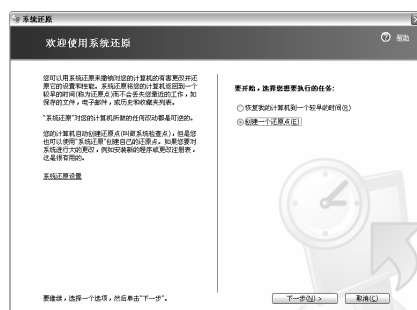 系统还原
欢迎使用系统还原
帮助
您可以用系统还原来撤销对您的计算机的有害更改并还
原它的设置和性能。系统还原将您的计算机返回到一个
较早的时间(称为还原点)而不会丢失您最近的工作，如
保存的文件，电子邮件，或历史和收藏夹列表。
“系统还原”对您的计算机所做的任何改动都是可逆的。
您的计算机自动创建还原点(叫做系统检查点)，但是您
也可以使用“系统还原”创建自己的还原点。如果您要对
系统进行大的更改，例如安装新的程序或更改注册表，
这是很有用的。
系统还原设置
要开始，选择您想要执行的任务:
恢复我的计算机到一个较早的时间(R)
创建一个还原点(E)
要继续，选择一个选项，然后单击“下一步”。
下一步(N) >
取消(C)